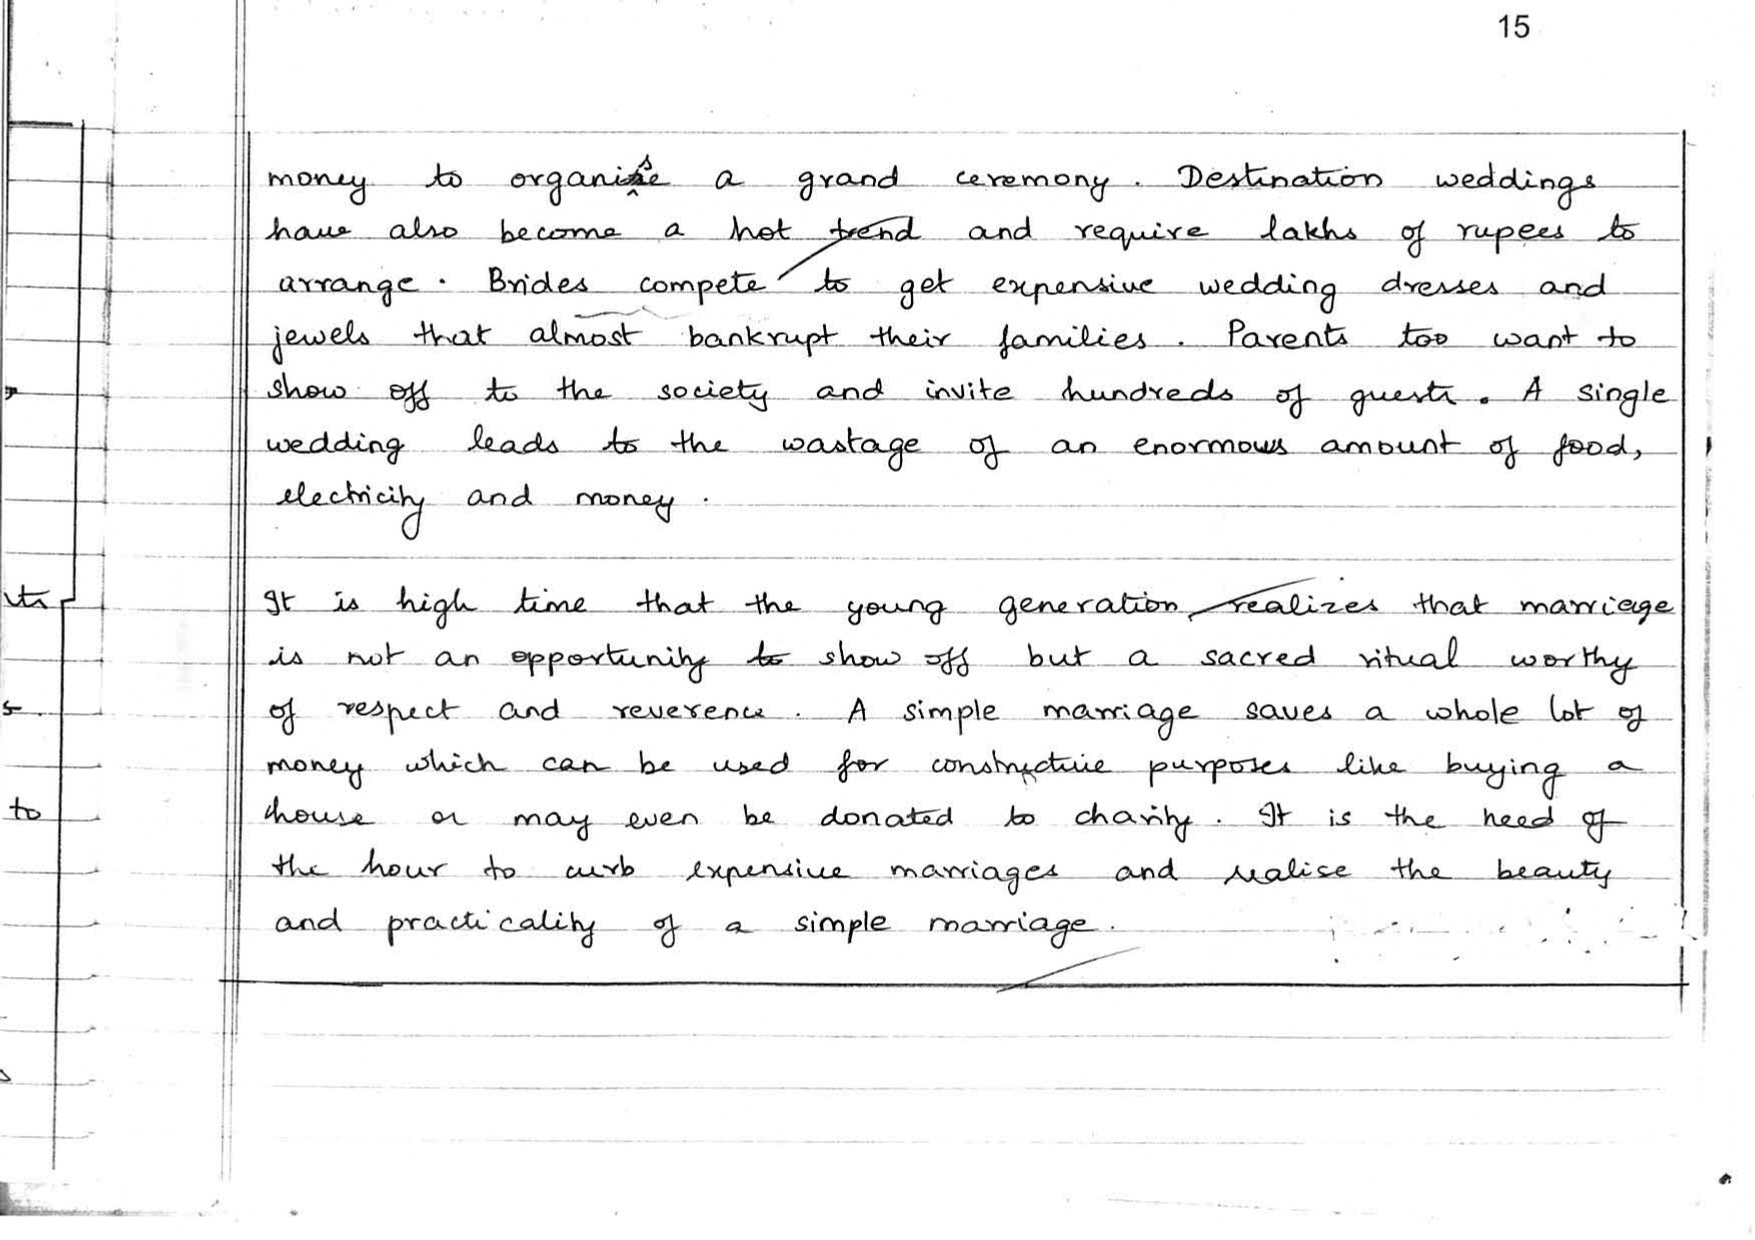 15
money to organise a grand ceremony. Destination weddings
have also become a hot trend and require lakhs of rupees to
arrange. Brides compete to get expensive wedding dresses and
jewels that almost bankrupt their families. Parents too want to
show off to the society and invite hundreds of guests. A single
wedding leads to the wastage of an enormous amount of food,
electricity and money.
It is high time that the young generation realizes that marriage
is not an opportunity to show off but a sacred ritual worthy
of respect and reverence. A simple marriage saves a whole lot of
money which can be used for constructive purposes like buying a
house or may even be donated to charity. It is the need of
the hour to curb expensive marriages and realise the beauty
and practicality of a simple marriage.
to